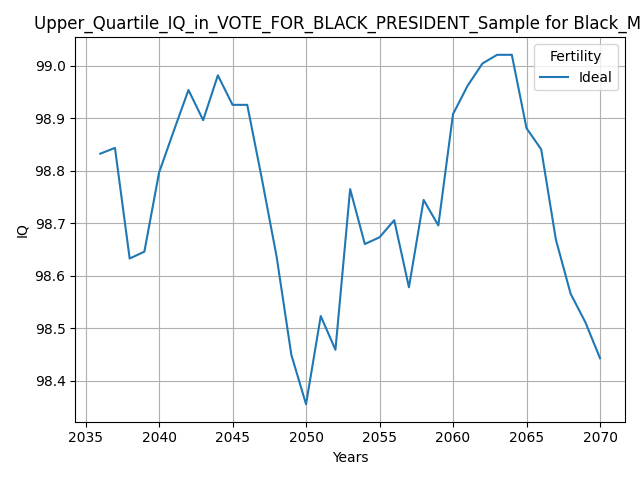 Upper_Quartile_IQ_in_VOTE_FOR_BLACK_PRESIDENT_Sample for Black_M
Fertility
Ideal
99.0
98.9
98.8
98.7
98.6
98.5
98.4
IQ
2035 2040 2045 2050 2055 2060 2065 2070
Years